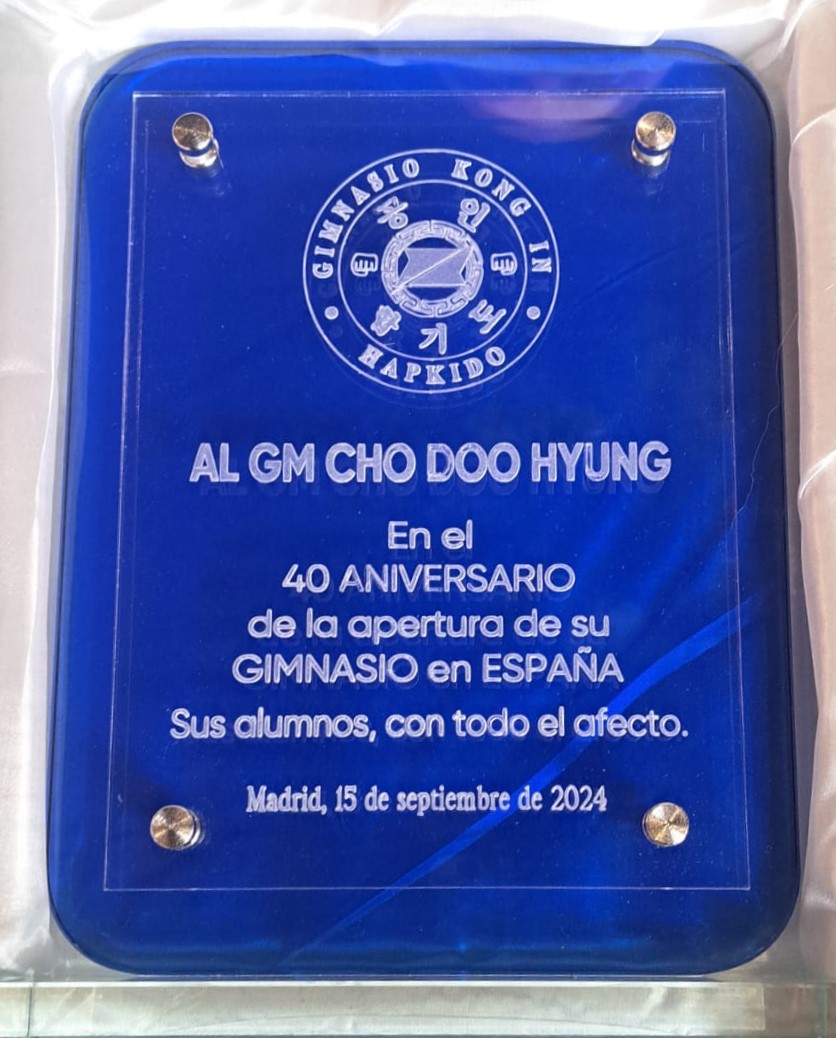 GIMNASIO KONG IN
공 인
합 기 도
HAPKIDO
AL GM CHO DOO HYUNG
En el
40 ANIVERSARIO
de la apertura de su
GIMNASIO en ESPAÑA
Sus alumnos, con todo el afecto.
Madrid, 15 de septiembre de 2024